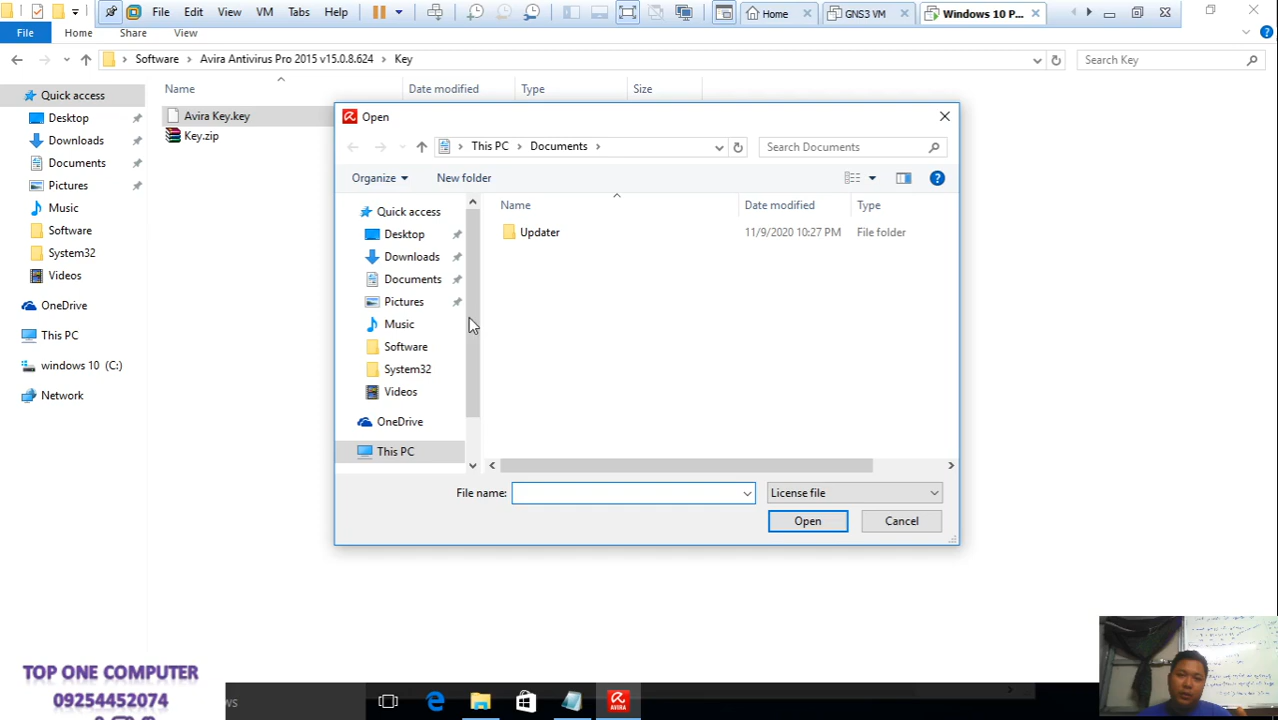 File Edit View VM Tabs Help Home GNS3 VM Windows 10 P...
File Home Share View
Software Avira Antivirus Pro 2015 v15.0.8.624 Key Search Key
Name Date modified Type Size
Quick access
Desktop
Downloads
Documents
Pictures
Music
Software
System32
Videos
OneDrive
This PC
windows 10 (C:)
Network
Avira Key.key
Key.zip
Open
This PC Documents Search Documents
Organize New folder
Name Date modified Type
Quick access
Desktop
Downloads
Documents
Pictures
Music
Software
System32
Videos
OneDrive
This PC
Updater 11/9/2020 10:27 PM File folder
File name: License file
Open Cancel
TOP ONE COMPUTER
09254452074
ws
AVIRA